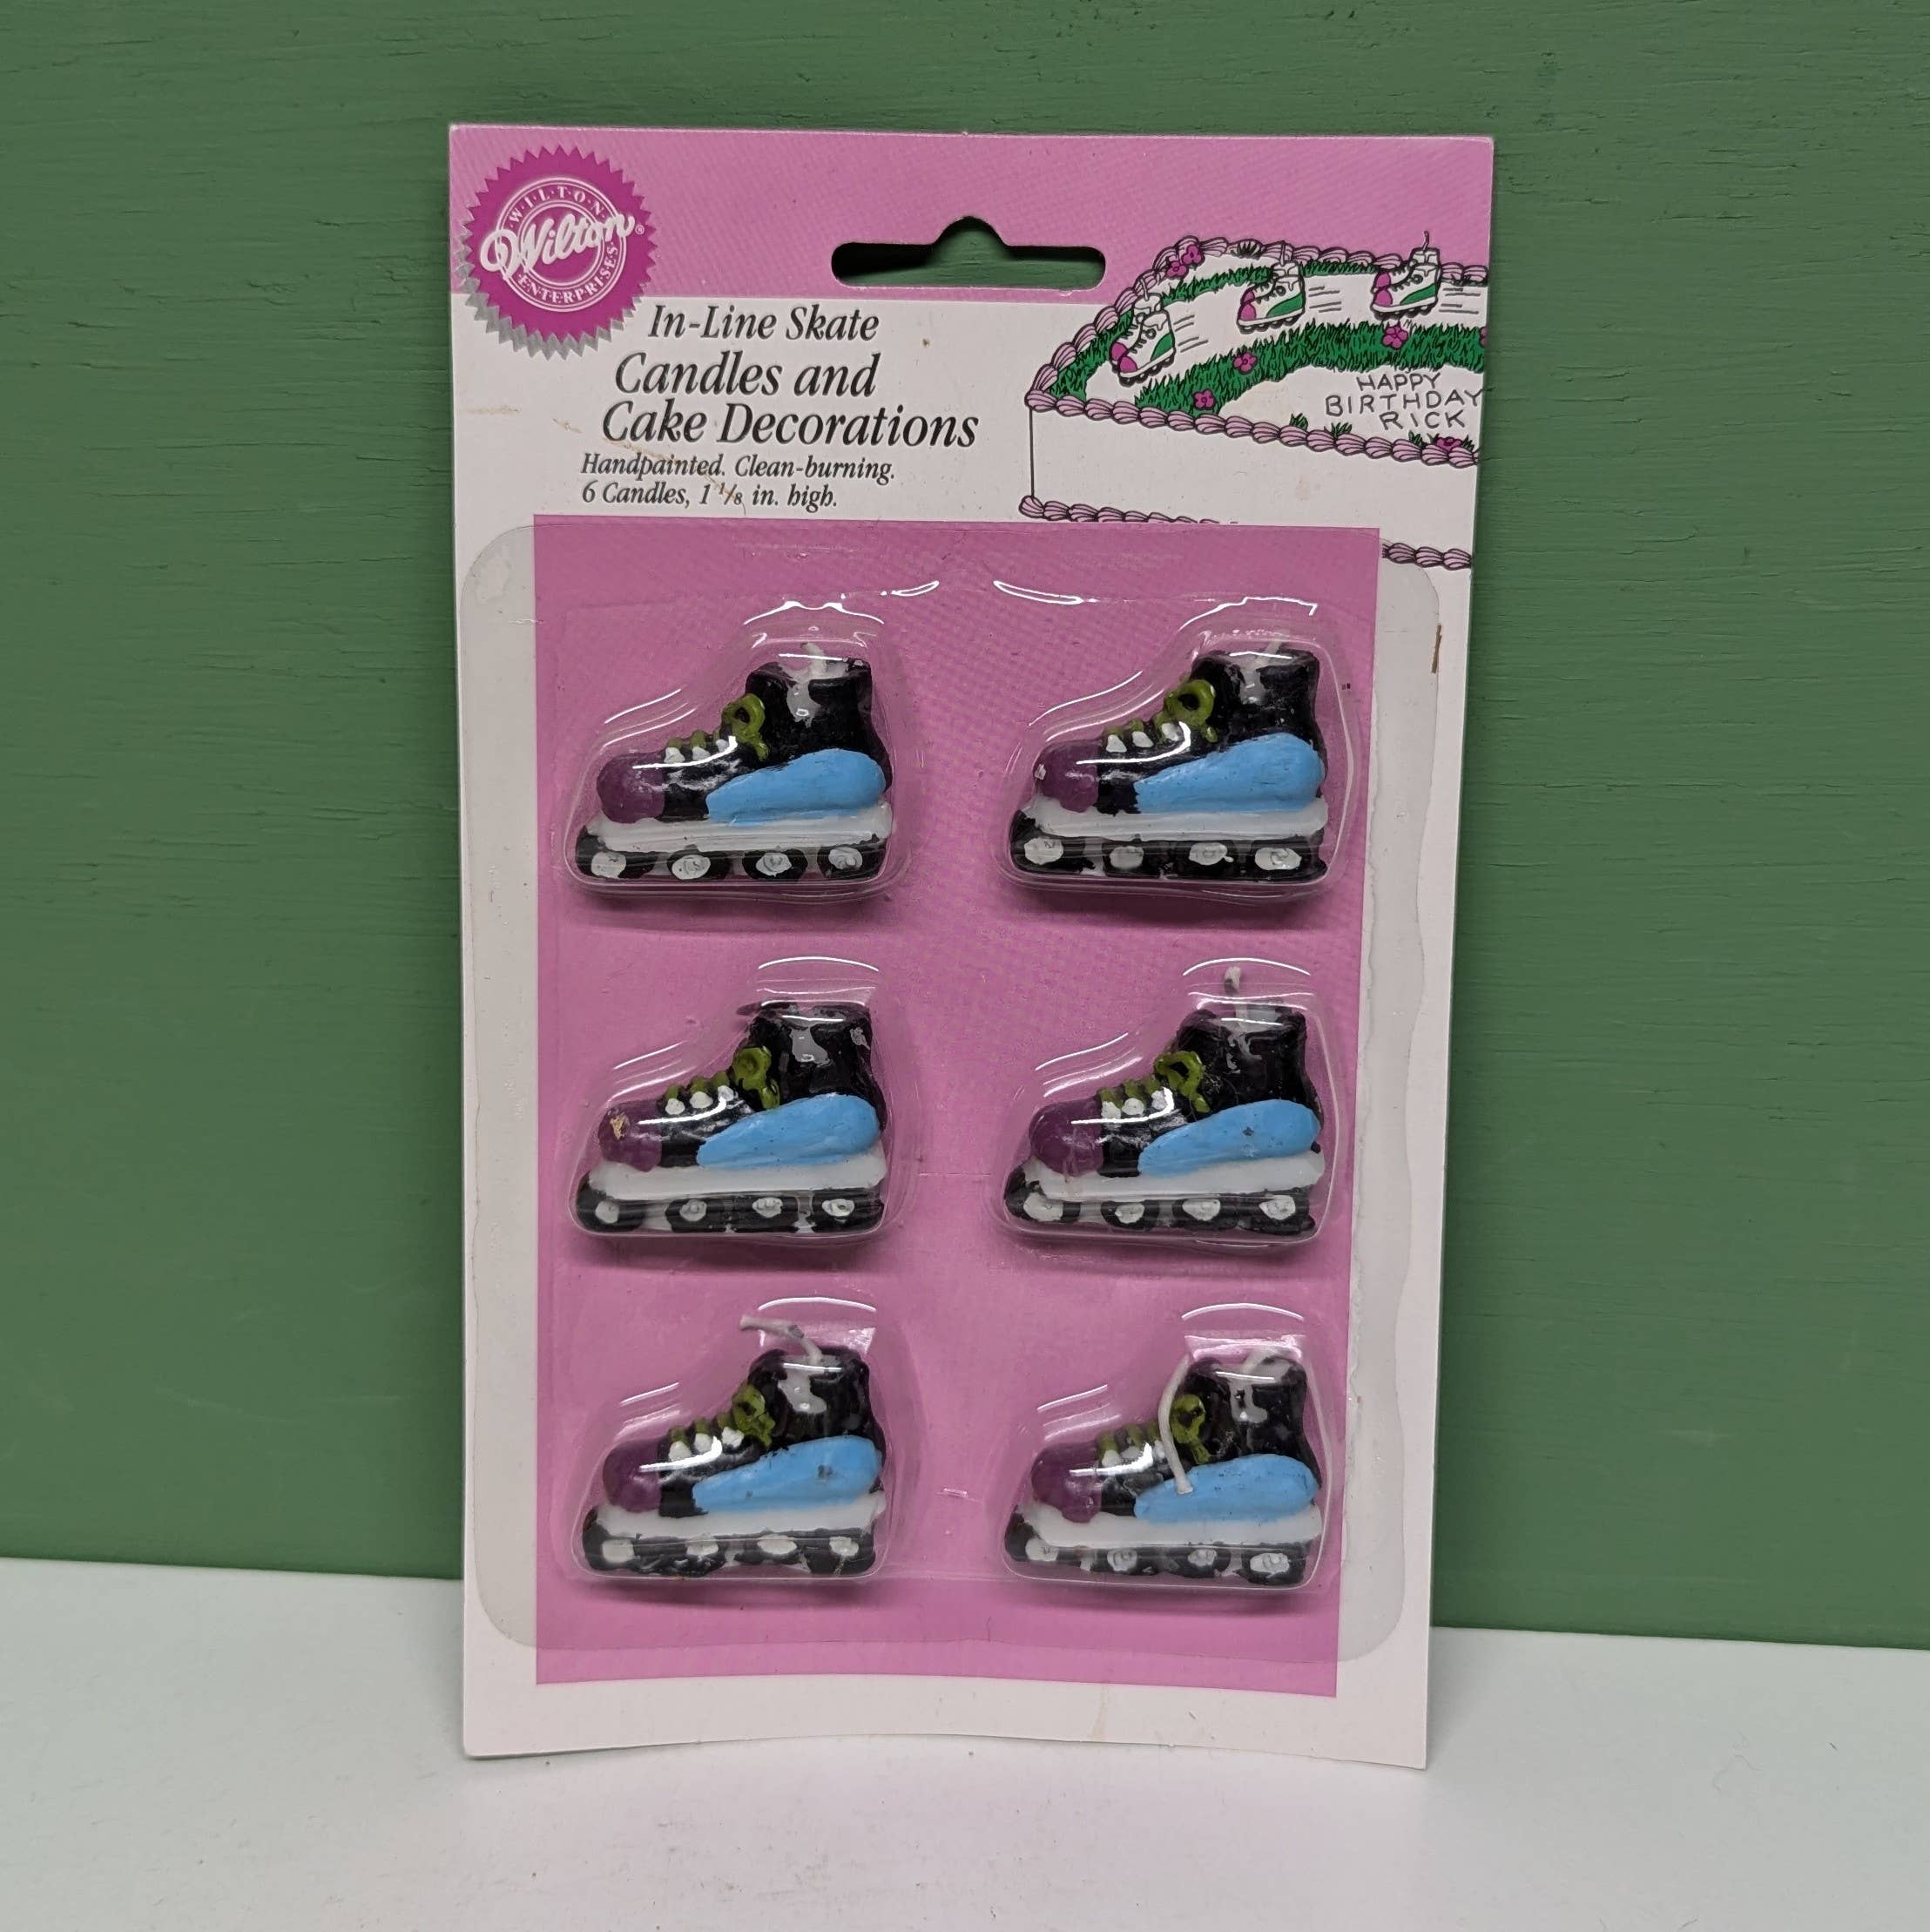 WILTON
Wilton®
ENTERPRISES
In-Line Skate
Candles and
Cake Decorations
Handpainted. Clean-burning.
6 Candles, 1 1/8 in. high.
HAPPY
BIRTHDAY
RICK